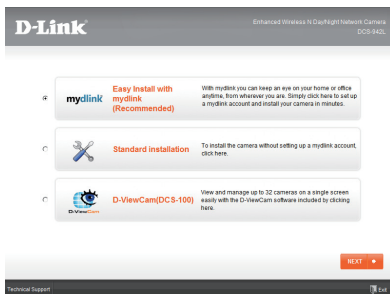 D-Link
Enhanced Wireless N Day/Night Network Camera
DCS-942L
mydlink
Easy Install with
mydlink
(Recommended)
With mydlink you can keep an eye on your home or office
anytime, from wherever you are. Simply click here to set up
a mydlink account and install your camera in minutes.
Standard installation
To install the camera without setting up a mydlink account,
click here.
D-ViewCam
D-ViewCam(DCS-100)
View and manage up to 32 cameras on a single screen
easily with the D-ViewCam software included by clicking
here.
NEXT
Technical Support
Exit